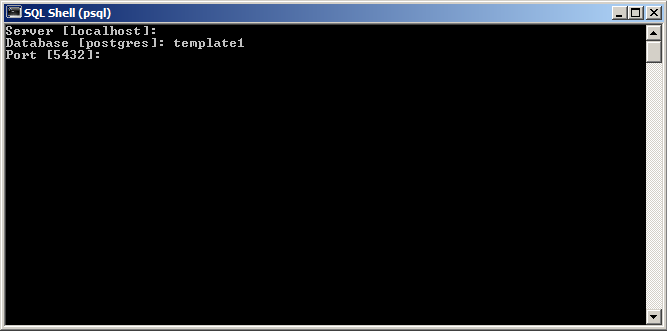 SQL Shell (psql)
Server [localhost]:
Database [postgres]: template1
Port [5432]: